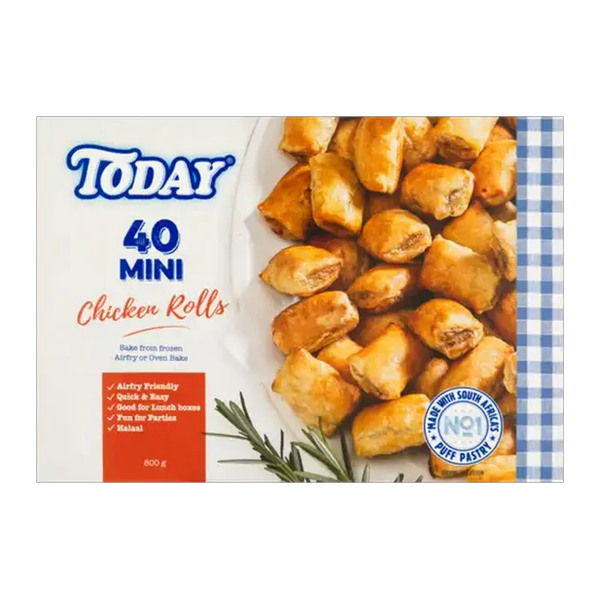 TODAY®
40
MINI
Chicken Rolls
Bake from frozen
Airfry or Oven Bake
✓ Airfry Friendly
✓ Quick & Easy
✓ Good for Lunch boxes
✓ Fun for Parties
✓ Halaal
800 g
MADE WITH SOUTH AFRICA'S
No1
PUFF PASTRY